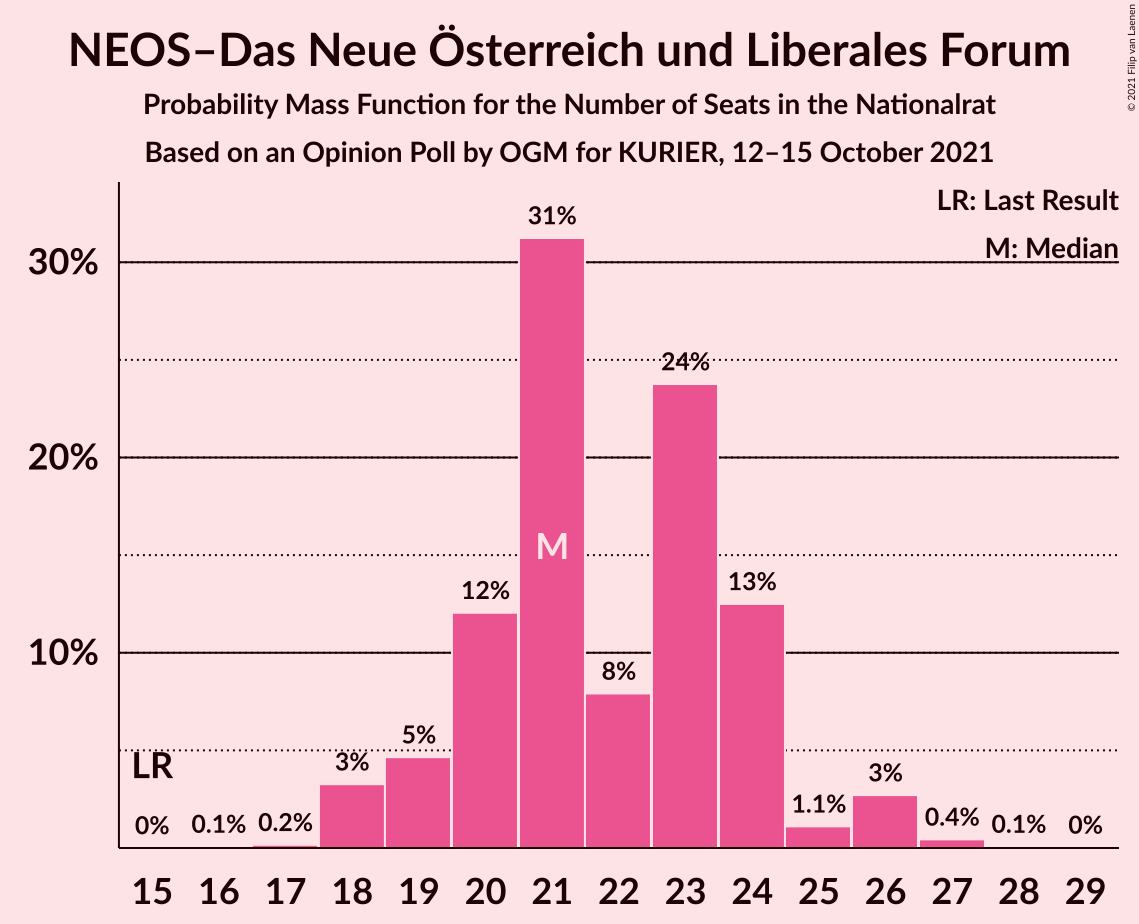 NEOS–Das Neue Österreich und Liberales Forum
Probability Mass Function for the Number of Seats in the Nationalrat
Based on an Opinion Poll by OGM for KURIER, 12–15 October 2021
© 2021 Filip van Laenen
LR: Last Result
M: Median
30%
20%
10%
31%
24%
M
12%
13%
8%
LR
3%
5%
3%
0%
0.1%
0.2%
1.1%
0.4%
0.1%
0%
15 16 17 18 19 20 21 22 23 24 25 26 27 28 29